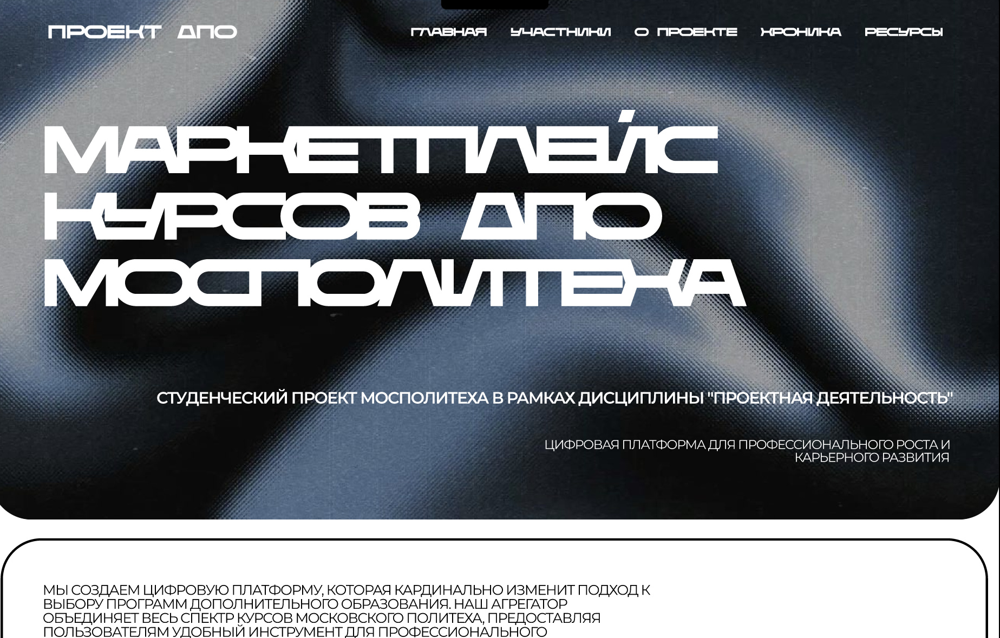 ПРОЕКТ ДПО
ГЛАВНАЯ УЧАСТНИКИ О ПРОЕКТЕ ХРОНИКА РЕСУРСЫ
МАРКЕТПЛЕЙС
КУРСОВ ДПО
МОСПОЛИТЕХА
СТУДЕНЧЕСКИЙ ПРОЕКТ МОСПОЛИТЕХА В РАМКАХ ДИСЦИПЛИНЫ "ПРОЕКТНАЯ ДЕЯТЕЛЬНОСТЬ"
ЦИФРОВАЯ ПЛАТФОРМА ДЛЯ ПРОФЕССИОНАЛЬНОГО РОСТА И
КАРЬЕРНОГО РАЗВИТИЯ
МЫ СОЗДАЕМ ЦИФРОВУЮ ПЛАТФОРМУ, КОТОРАЯ КАРДИНАЛЬНО ИЗМЕНИТ ПОДХОД К
ВЫБОРУ ПРОГРАММ ДОПОЛНИТЕЛЬНОГО ОБРАЗОВАНИЯ. НАШ АГРЕГАТОР
ОБЪЕДИНЯЕТ ВЕСЬ СПЕКТР КУРСОВ МОСКОВСКОГО ПОЛИТЕХА, ПРЕДОСТАВЛЯЯ
ПОЛЬЗОВАТЕЛЯМ УДОБНЫЙ ИНСТРУМЕНТ ДЛЯ ПРОФЕССИОНАЛЬНОГО